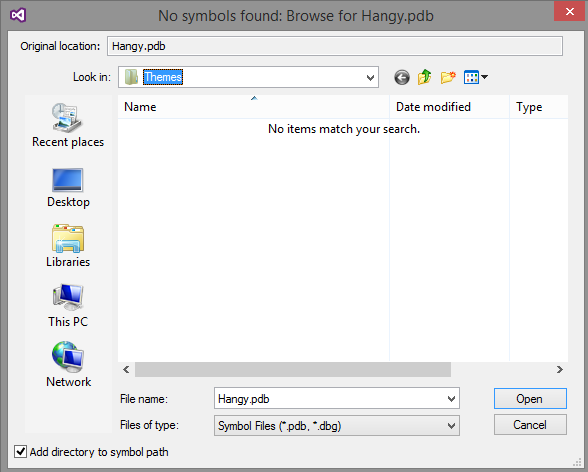 No symbols found: Browse for Hangy.pdb
Original location: Hangy.pdb
Look in: Themes
Name Date modified Type
No items match your search.
Recent places
Desktop
Libraries
This PC
Network
File name: Hangy.pdb Open
Files of type: Symbol Files (*.pdb, *.dbg) Cancel
Add directory to symbol path